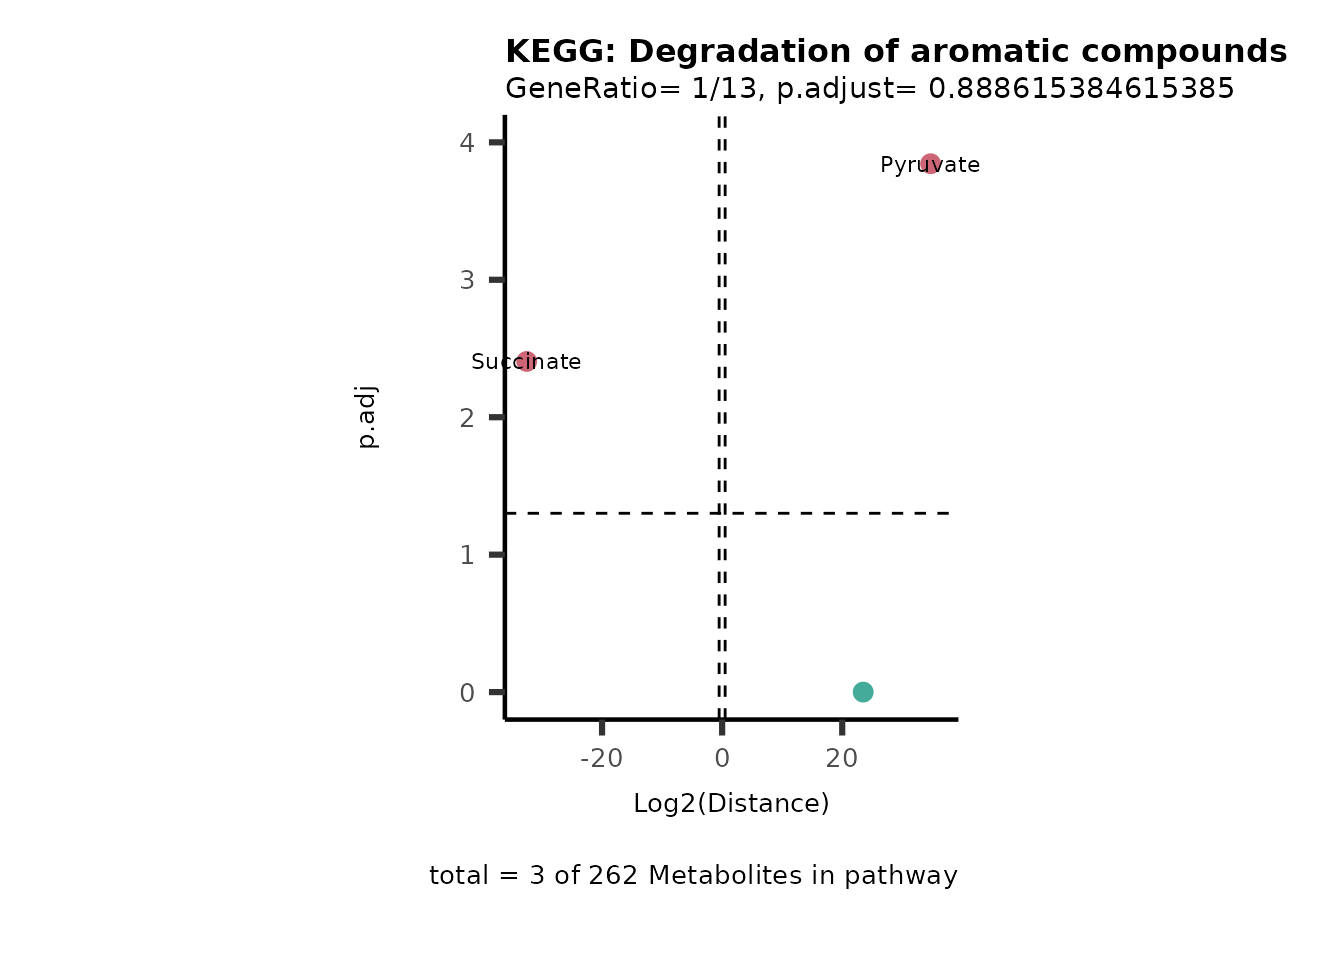 KEGG: Degradation of aromatic compounds
GeneRatio= 1/13, p.adjust= 0.888615384615385
4
Pyruvate
3
Succinate
p.adj
2
1
0
-20 0 20
Log2(Distance)
total = 3 of 262 Metabolites in pathway